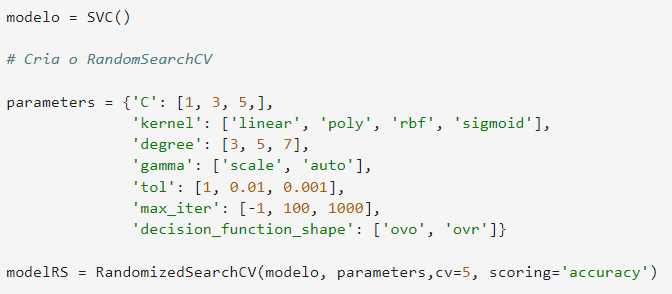 modelo = SVC()
# Cria o RandomSearchCV
parameters = {'C': [1, 3, 5,],
'kernel': ['linear', 'poly', 'rbf', 'sigmoid'],
'degree': [3, 5, 7],
'gamma': ['scale', 'auto'],
'tol': [1, 0.01, 0.001],
'max_iter': [-1, 100, 1000],
'decision_function_shape': ['ovo', 'ovr']}
modelRS = RandomizedSearchCV(modelo, parameters,cv=5, scoring='accuracy')